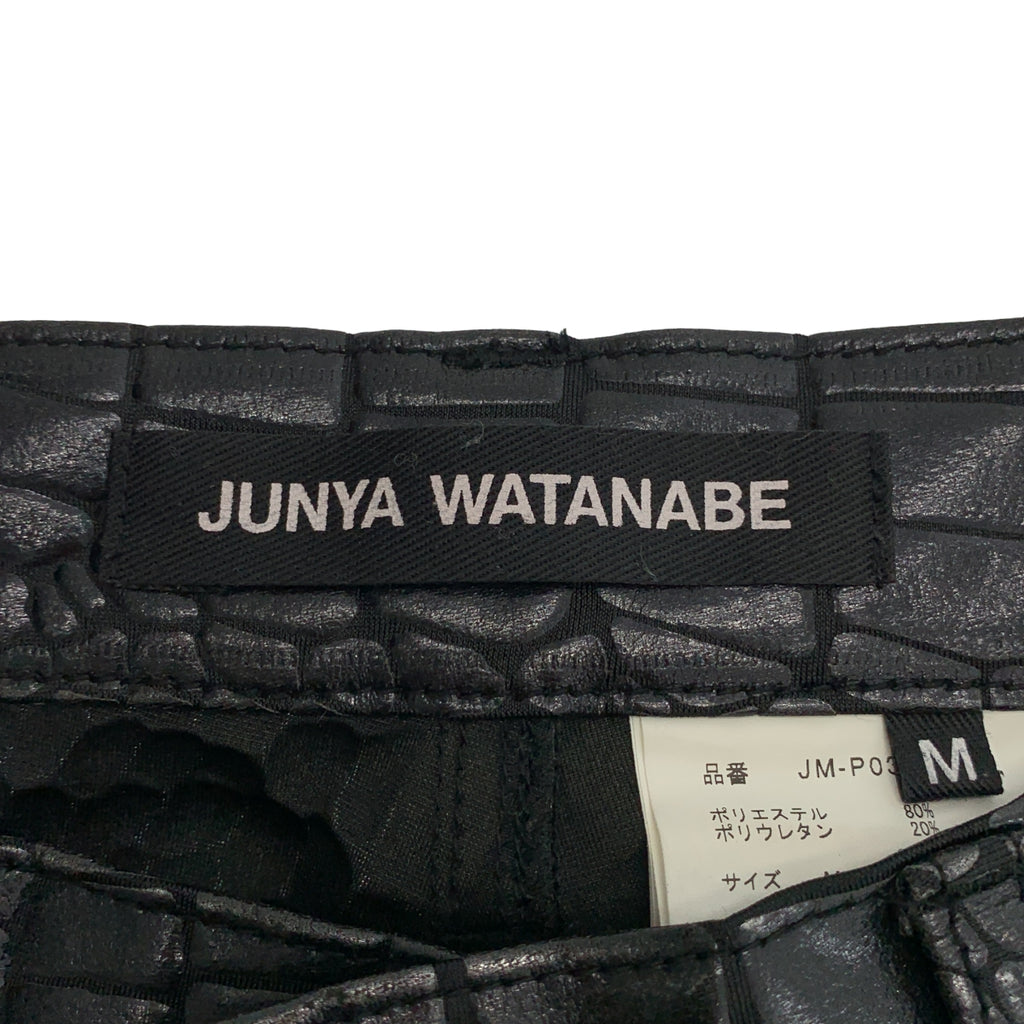 JUNYA WATANABE
M
品番 JM-P03
ポリエステル 80%
ポリウレタン 20%
サイズ